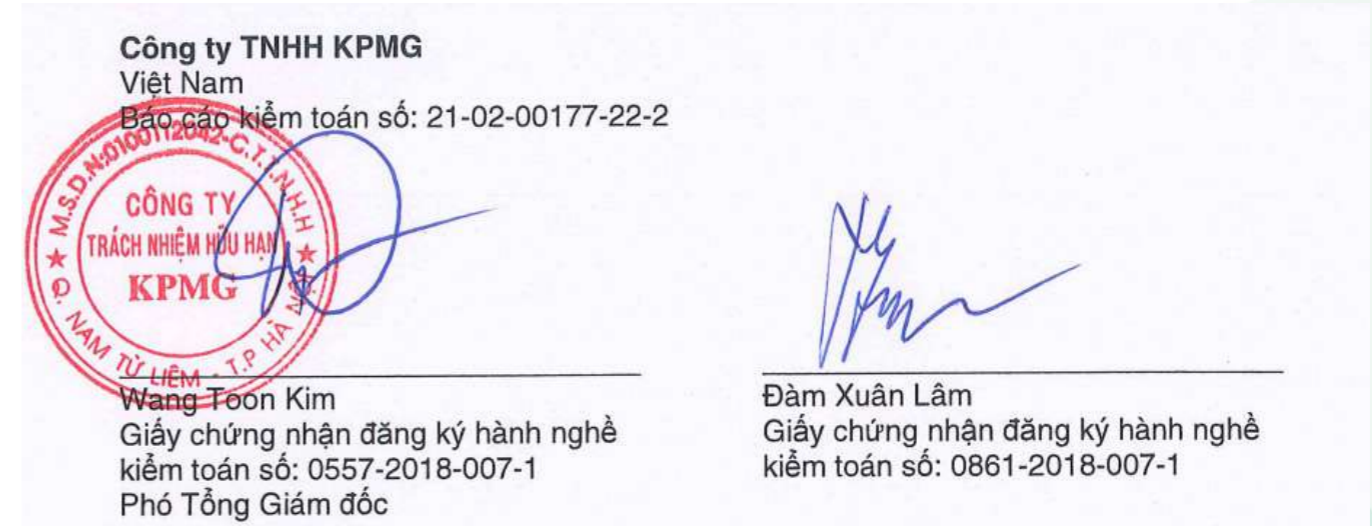 Công ty TNHH KPMG
Việt Nam
Báo cáo kiểm toán số: 21-02-00177-22-2
M.S.D.N:0100112042-C.T.T.N.H.H
CÔNG TY
TRÁCH NHIỆM HỮU HẠN
KPMG
Q. NAM TỪ LIÊM - T.P HÀ NỘI
Wang Toon Kim
Giấy chứng nhận đăng ký hành nghề
kiểm toán số: 0557-2018-007-1
Phó Tổng Giám đốc
Đàm Xuân Lâm
Giấy chứng nhận đăng ký hành nghề
kiểm toán số: 0861-2018-007-1